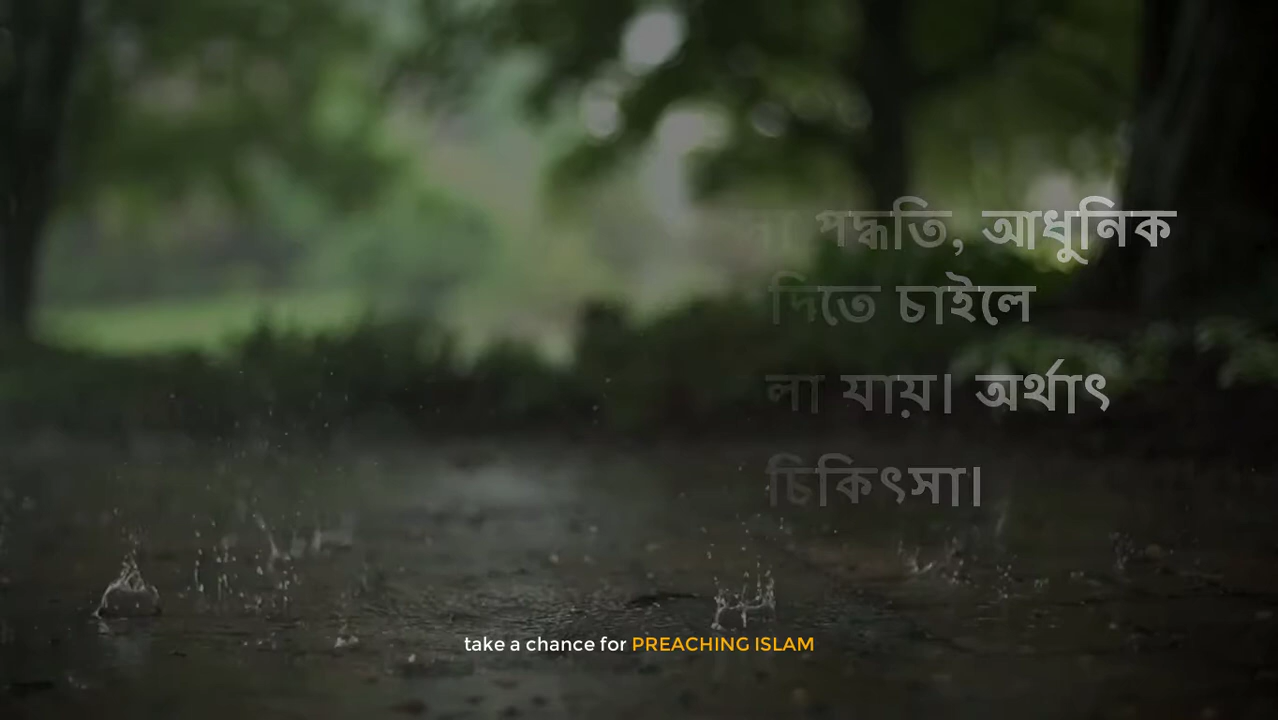 পদ্ধতি, আধুনিক
দিতে চাইলে
যায়। অর্থাৎ
চিকিৎসা।
take a chance for PREACHING ISLAM